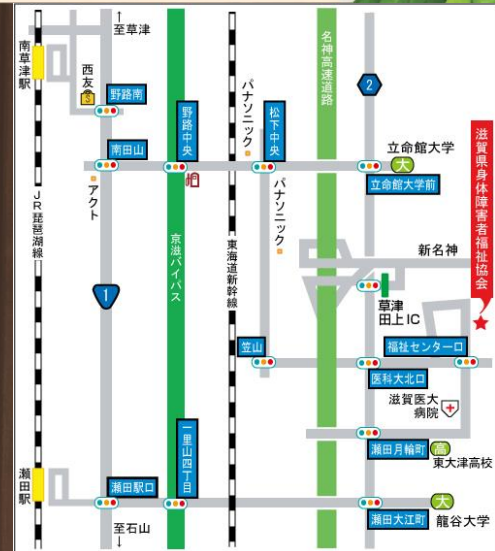 ↑
至草津
南草津駅
西友
S
野路南
南田山
アクト
JR琵琶湖線
1
野路中央
京滋バイパス
パナソニック
松下中央
パナソニック
東海道新幹線
名神高速道路
2
立命館大学
大
立命館大学前
滋賀県身体障害者福祉協会
新名神
草津
田上IC
笠山
福祉センター口
医科大北口
滋賀医大
病院
瀬田月輪町
高
東大津高校
一里山四丁目
瀬田駅
瀬田駅口
大
瀬田大江町
龍谷大学
至石山
↓